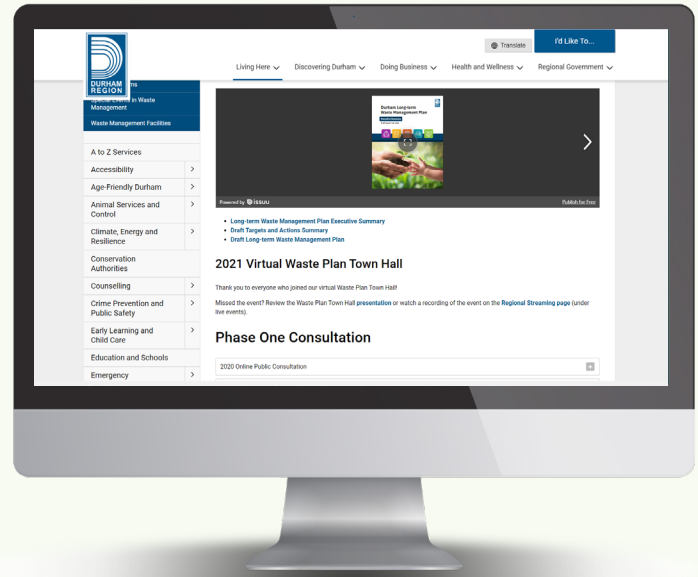 Translate
I'd Like To...
DURHAM
REGION
Living Here
Discovering Durham
Doing Business
Health and Wellness
Regional Government
Special Events in Waste
Management
Waste Management Facilities
A to Z Services
Accessibility
Age-Friendly Durham
Animal Services and
Control
Climate, Energy and
Resilience
Conservation
Authorities
Counselling
Crime Prevention and
Public Safety
Early Learning and
Child Care
Education and Schools
Emergency
Durham Long-term
Waste Management Plan
Powered by issuu
Publish for Free
Long-term Waste Management Plan Executive Summary
Draft Targets and Actions Summary
Draft Long-term Waste Management Plan
2021 Virtual Waste Plan Town Hall
Thank you to everyone who joined our virtual Waste Plan Town Hall!
Missed the event? Review the Waste Plan Town Hall presentation or watch a recording of the event on the Regional Streaming page (under
live events).
Phase One Consultation
2020 Online Public Consultation